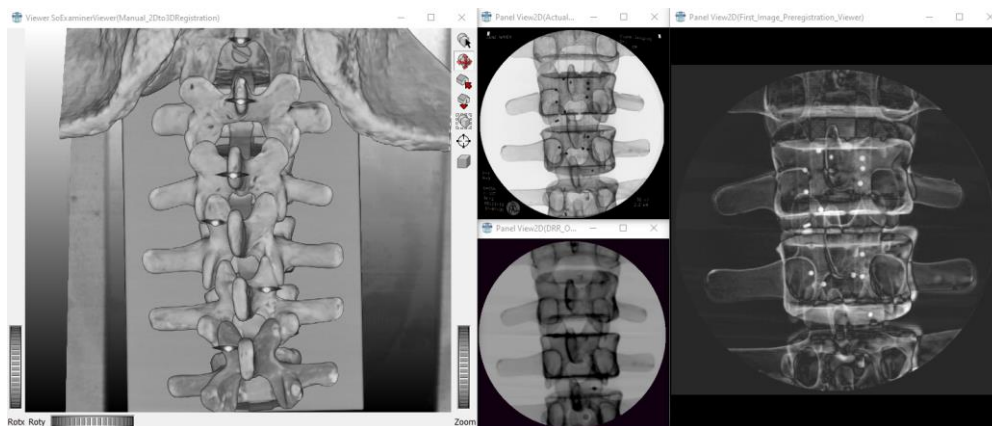 Viewer SoExaminerViewer(Manual_2Dto3DRegistration)
Panel View2D(Actual...
Panel View2D(DRR_O...
Panel View2D(First_Image_Preregistration_Viewer)
Rotx Roty
Zoom